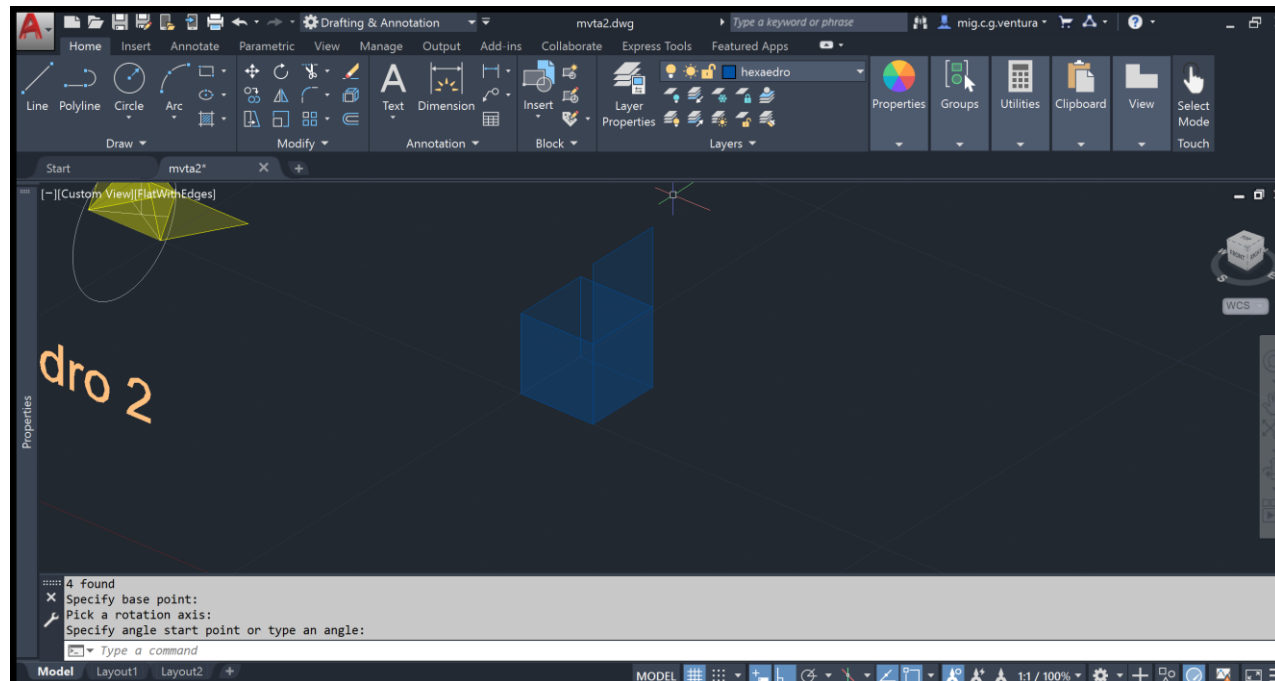 Drafting & Annotation mvta2.dwg Type a keyword or phrase mig.c.g.ventura
Home Insert Annotate Parametric View Manage Output Add-ins Collaborate Express Tools Featured Apps
hexaedro
Line Polyline Circle Arc Text Dimension Insert Layer Properties Properties Groups Utilities Clipboard View Select Mode
Draw Modify Annotation Block Layers Touch
Start mvta2* +
[−][Custom View][FlatWithEdges]
TOP
WCS
dro 2
Properties
4 found
Specify base point:
Pick a rotation axis:
Specify angle start point or type an angle:
Type a command
Model Layout1 Layout2 + MODEL 1:1 / 100%